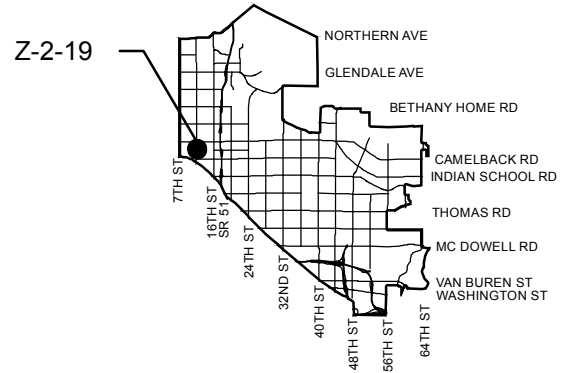 Z-2-19
NORTHERN AVE
GLENDALE AVE
BETHANY HOME RD
CAMELBACK RD
INDIAN SCHOOL RD
THOMAS RD
MC DOWELL RD
VAN BUREN ST
WASHINGTON ST
7TH ST
16TH ST
SR 51
24TH ST
32ND ST
40TH ST
48TH ST
56TH ST
64TH ST